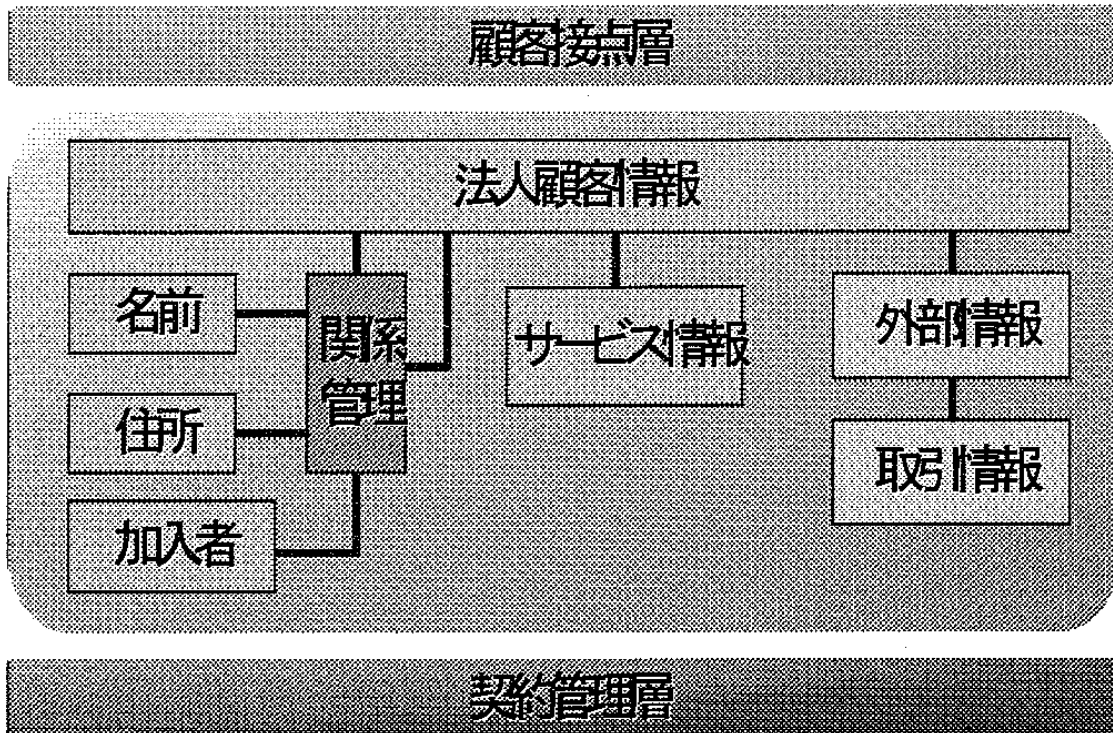 顧客接点層
法人顧客情報
名前
関係
管理
サービス情報
外部情報
住所
取引情報
加入者
契約管理層